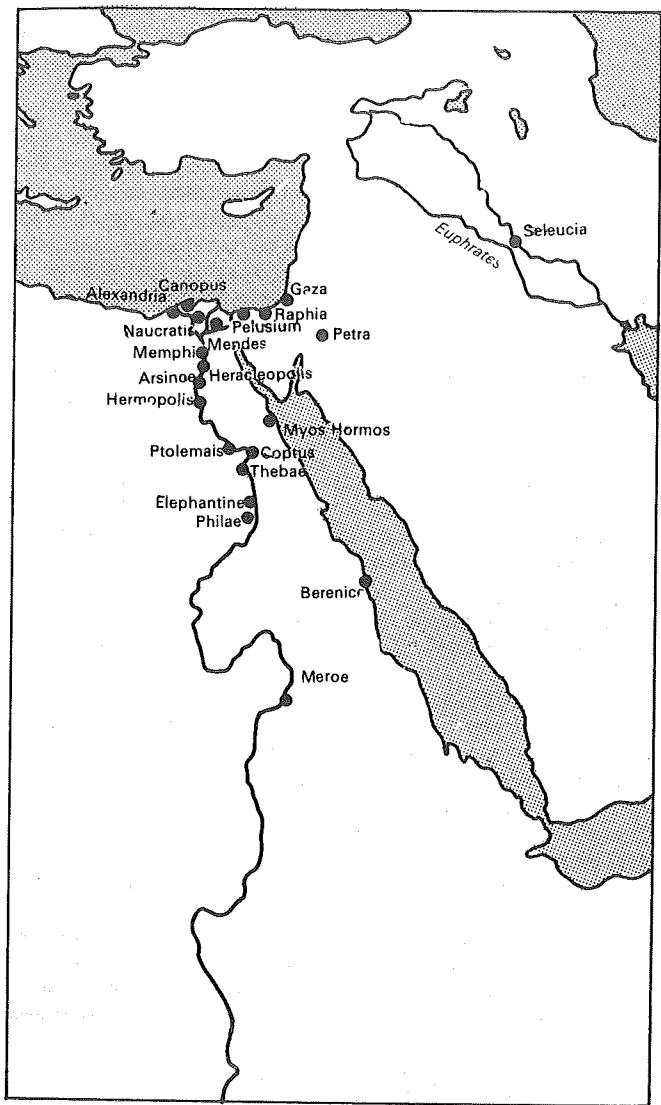 Canopus
Alexandria
Gaza
Naucratis
Pelusium
Raphia
Mendes
Petra
Memphi
Heracleopolis
Arsinoe
Hermopolis
Myos Hormos
Ptolemais
Coptus
Thebae
Elephantine
Philae
Berenice
Meroe
Euphrates
Seleucia